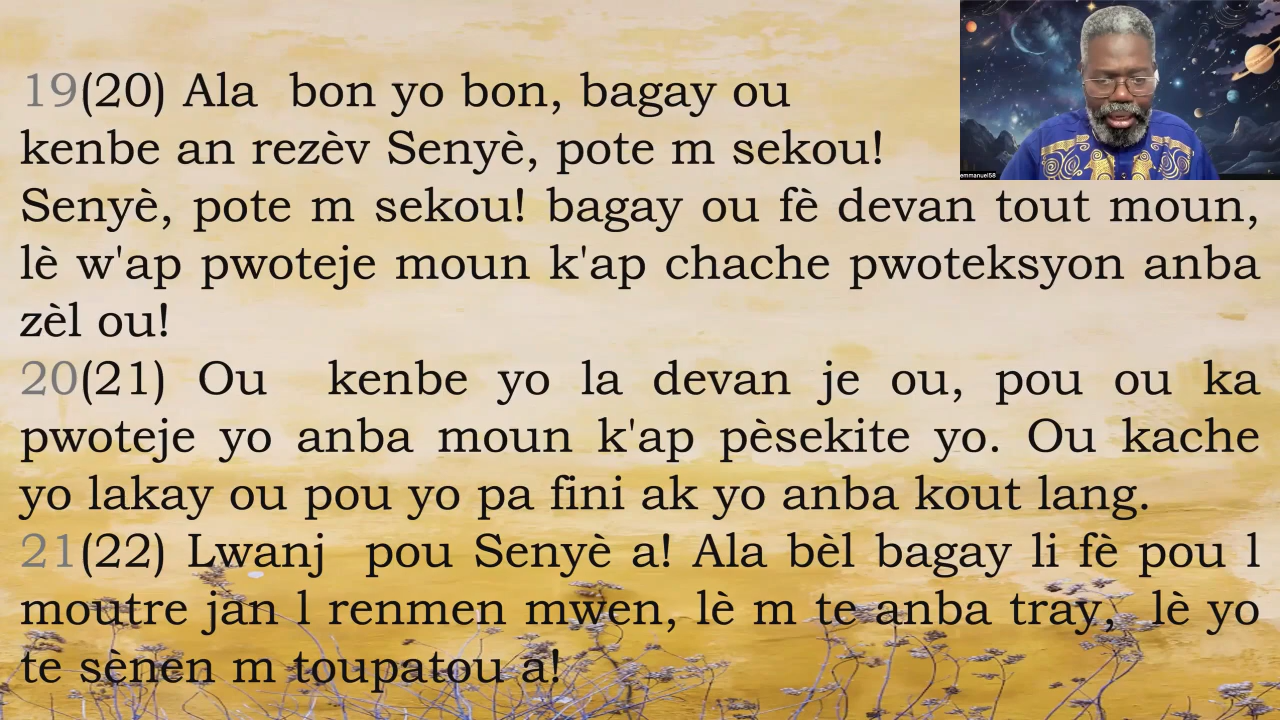 19(20) Ala bon yo bon, bagay ou
kenbe an rezèv Senyè, pote m sekou!
Senyè, pote m sekou! bagay ou fè devan tout moun,
lè w'ap pwoteje moun k'ap chache pwoteksyon anba
zèl ou!
20(21) Ou kenbe yo la devan je ou, pou ou ka
pwoteje yo anba moun k'ap pèsekite yo. Ou kache
yo lakay ou pou yo pa fini ak yo anba kout lang.
21(22) Lwanj pou Senyè a! Ala bèl bagay li fè pou l
moutre jan l renmen mwen, lè m te anba tray, lè yo
te sènen m toupatou a!
emmanuel58